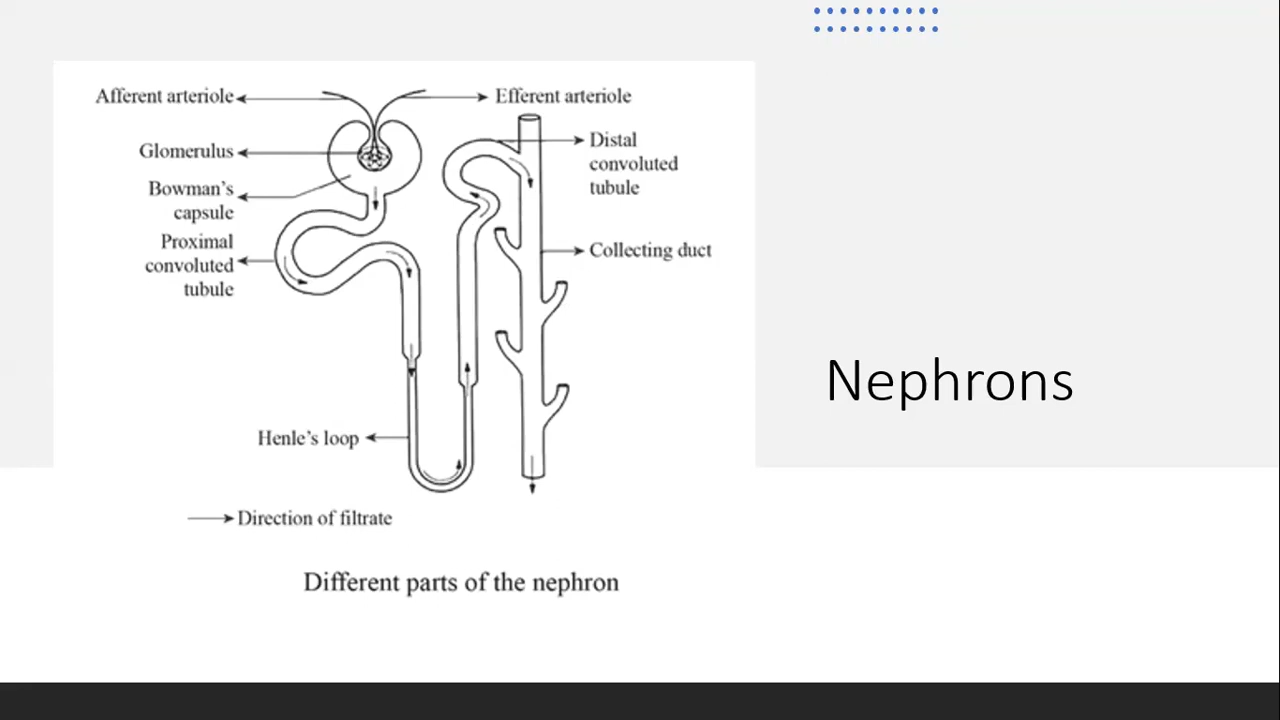 Afferent arteriole
Efferent arteriole
Glomerulus
Bowman's
capsule
Proximal
convoluted
tubule
Distal
convoluted
tubule
Collecting duct
Henle's loop
Direction of filtrate
Different parts of the nephron
Nephrons